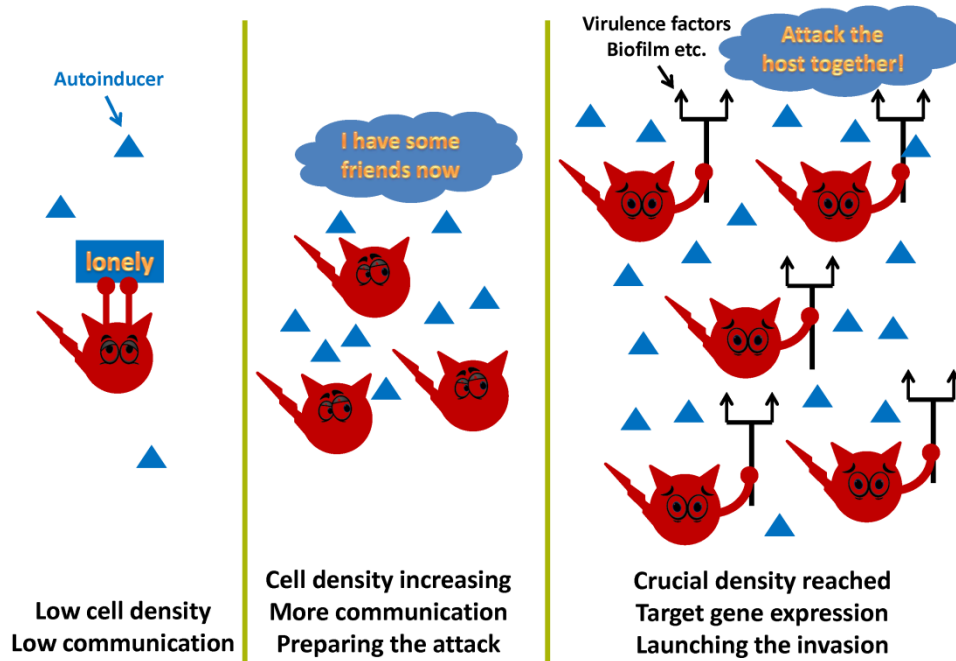 Autoinducer
lonely
Low cell density
Low communication
I have some
friends now
Cell density increasing
More communication
Preparing the attack
Virulence factors
Biofilm etc.
Attack the
host together!
Crucial density reached
Target gene expression
Launching the invasion